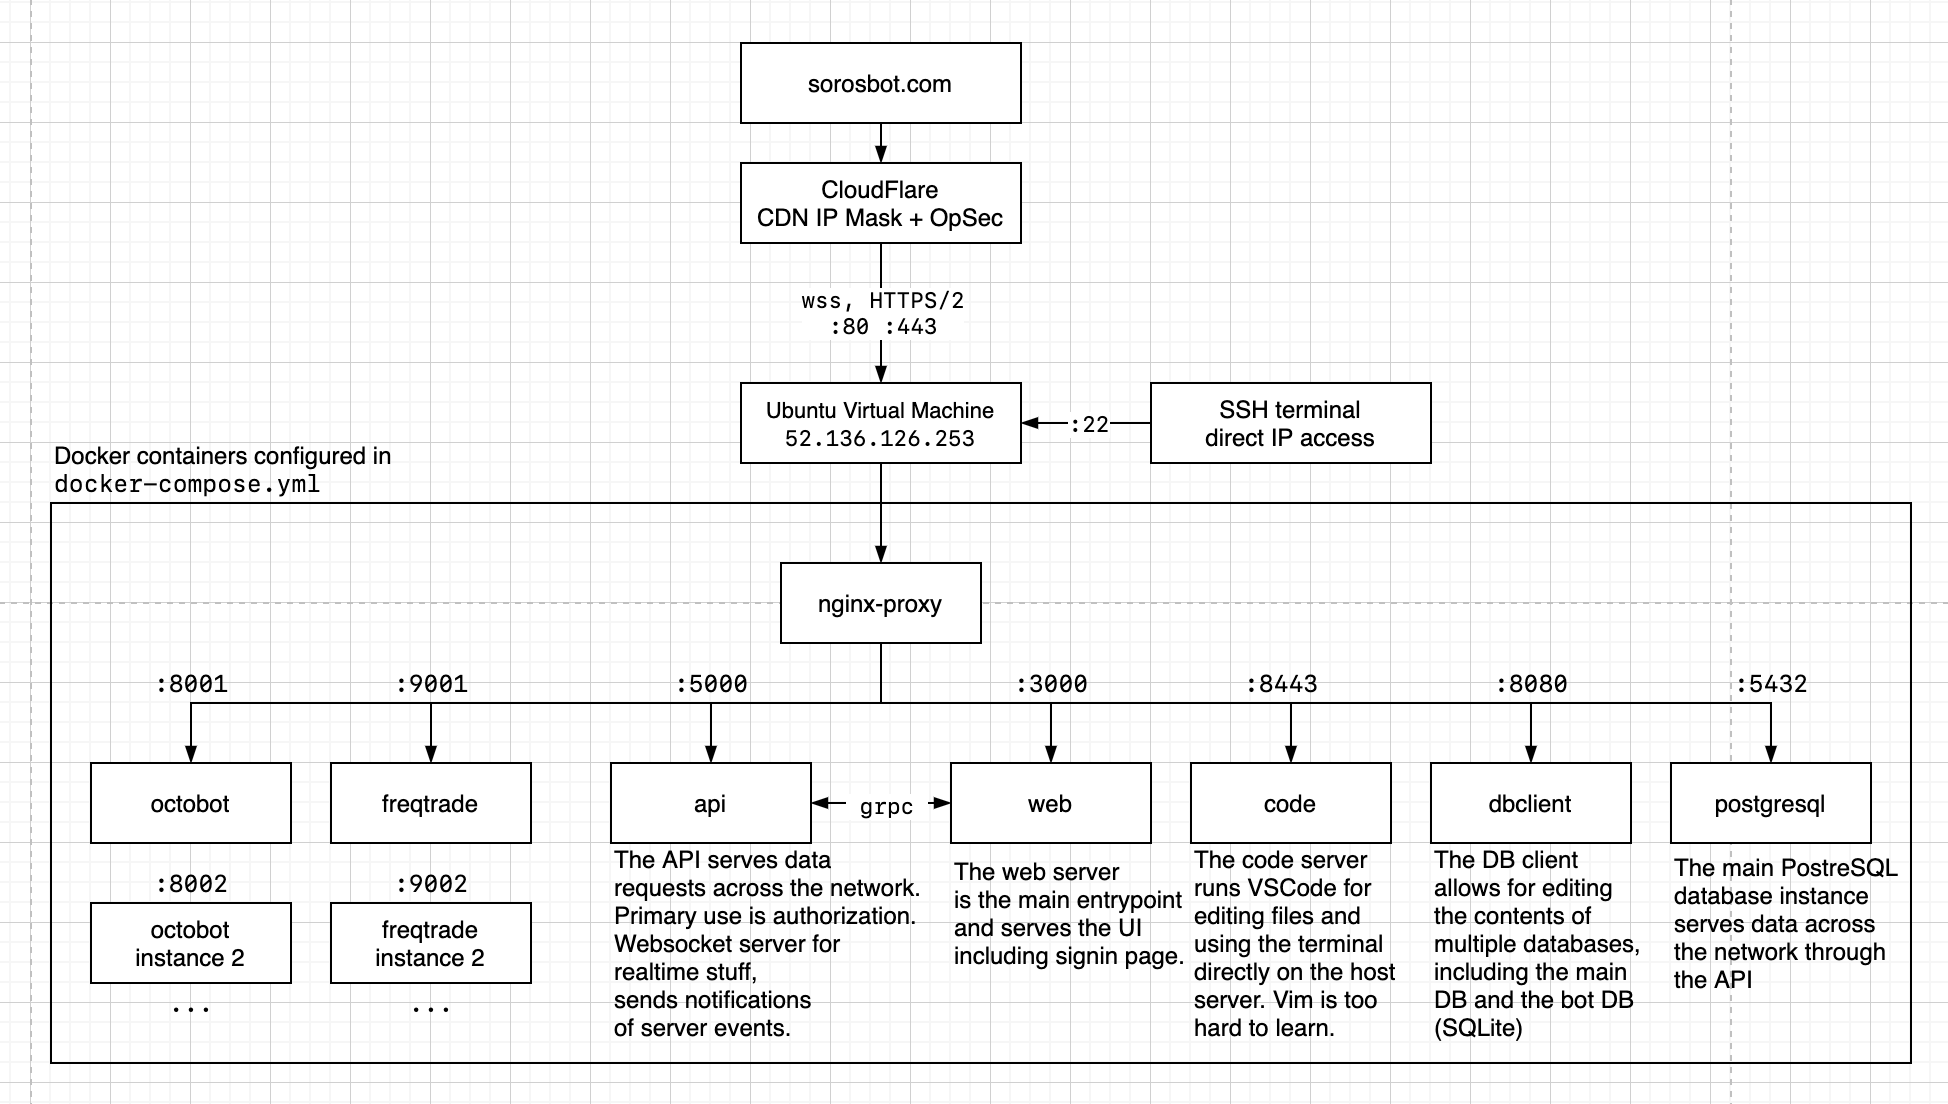 sorosbot.com
CloudFlare
CDN IP Mask + OpSec
wss, HTTPS/2
:80 :443
Ubuntu Virtual Machine
52.136.126.253
:22
SSH terminal
direct IP access
Docker containers configured in
docker-compose.yml
nginx-proxy
:8001
:9001
:5000
:3000
:8443
:8080
:5432
octobot
freqtrade
api
grpc
web
code
dbclient
postgresql
:8002
octobot
instance 2
...
:9002
freqtrade
instance 2
...
The API serves data
requests across the network.
Primary use is authorization.
Websocket server for
realtime stuff,
sends notifications
of server events.
The web server
is the main entrypoint
and serves the UI
including signin page.
The code server
runs VSCode for
editing files and
using the terminal
directly on the host
server. Vim is too
hard to learn.
The DB client
allows for editing
the contents of
multiple databases,
including the main
DB and the bot DB
(SQLite)
The main PostreSQL
database instance
serves data across
the network through
the API